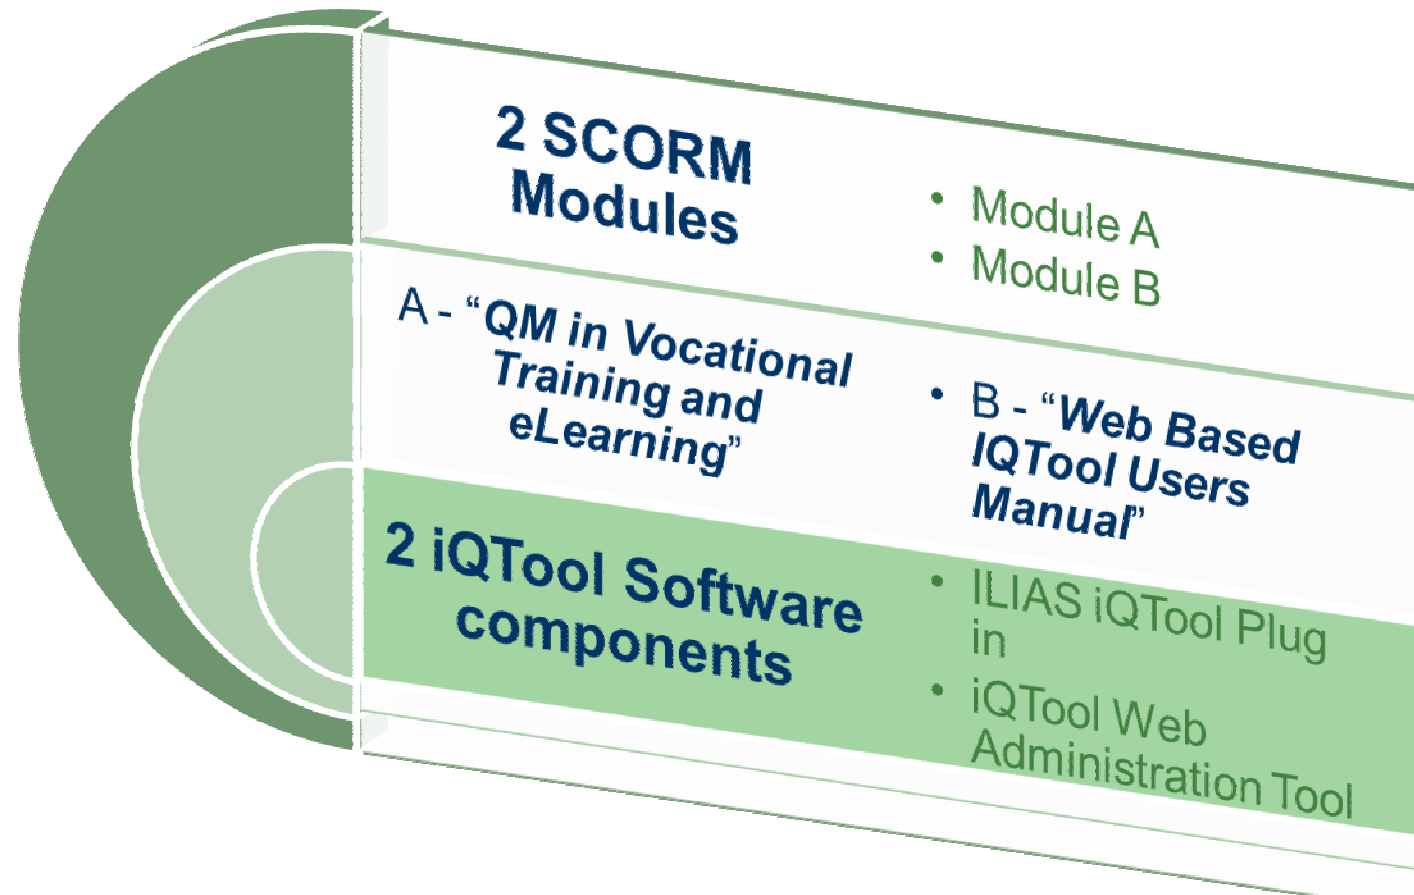 2 SCORM
Modules
• Module A
• Module B
A - “QM in Vocational
Training and
eLearning”
• B - “Web Based
IQTool Users
Manual”
2 iQTool Software
components
• ILIAS iQTool Plug
in
• iQTool Web
Administration Tool